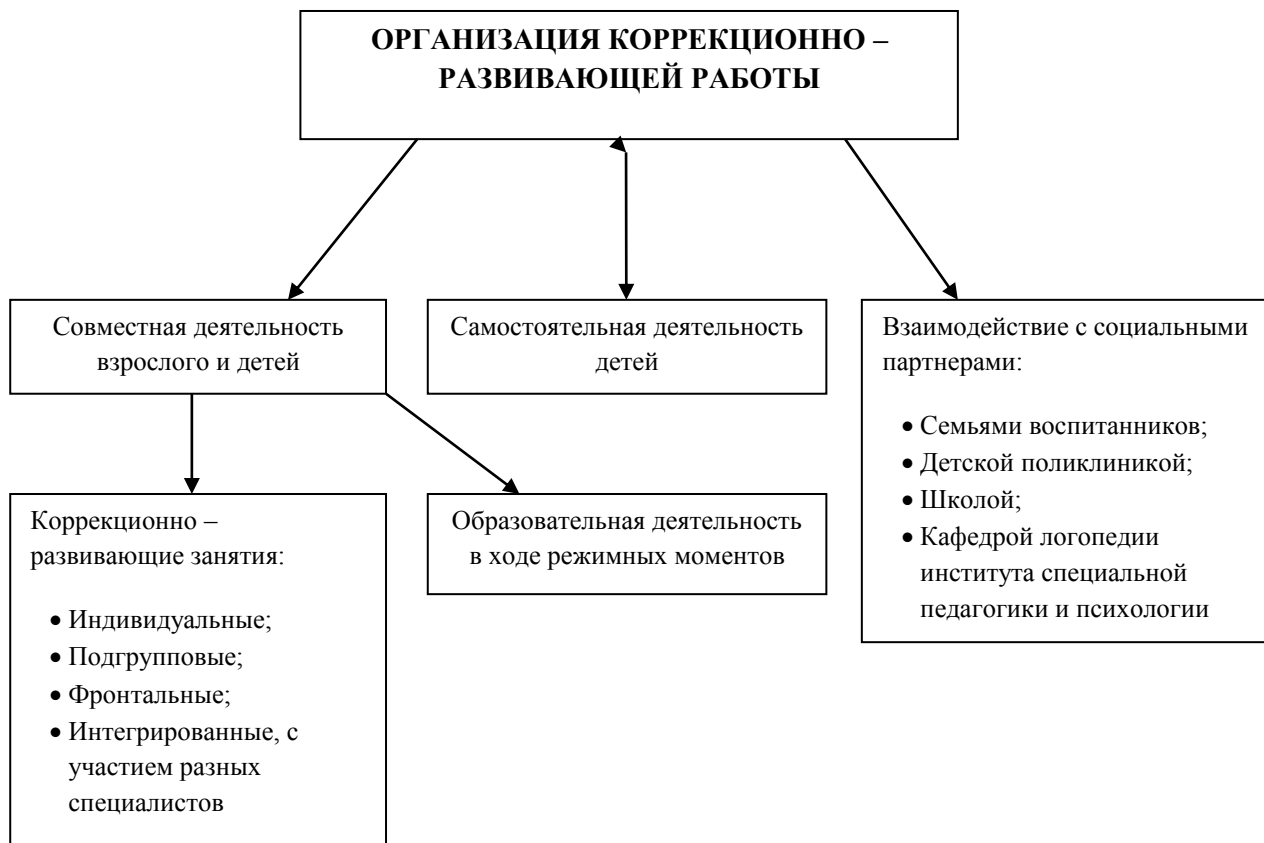 ОРГАНИЗАЦИЯ КОРРЕКЦИОННО –
РАЗВИВАЮЩЕЙ РАБОТЫ
Совместная деятельность
взрослого и детей
Самостоятельная деятельность
детей
Взаимодействие с социальными
партнерами:
• Семьями воспитанников;
• Детской поликлиникой;
• Школой;
• Кафедрой логопедии
института специальной
педагогики и психологии
Коррекционно –
развивающие занятия:
• Индивидуальные;
• Подгрупповые;
• Фронтальные;
• Интегрированные, с
участием разных
специалистов
Образовательная деятельность
в ходе режимных моментов